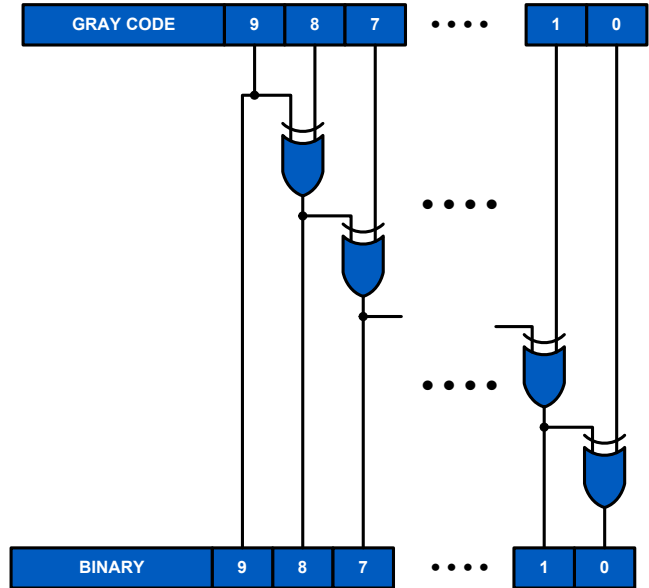 GRAY CODE 9 8 7 •••• 1 0
BINARY 9 8 7 •••• 1 0